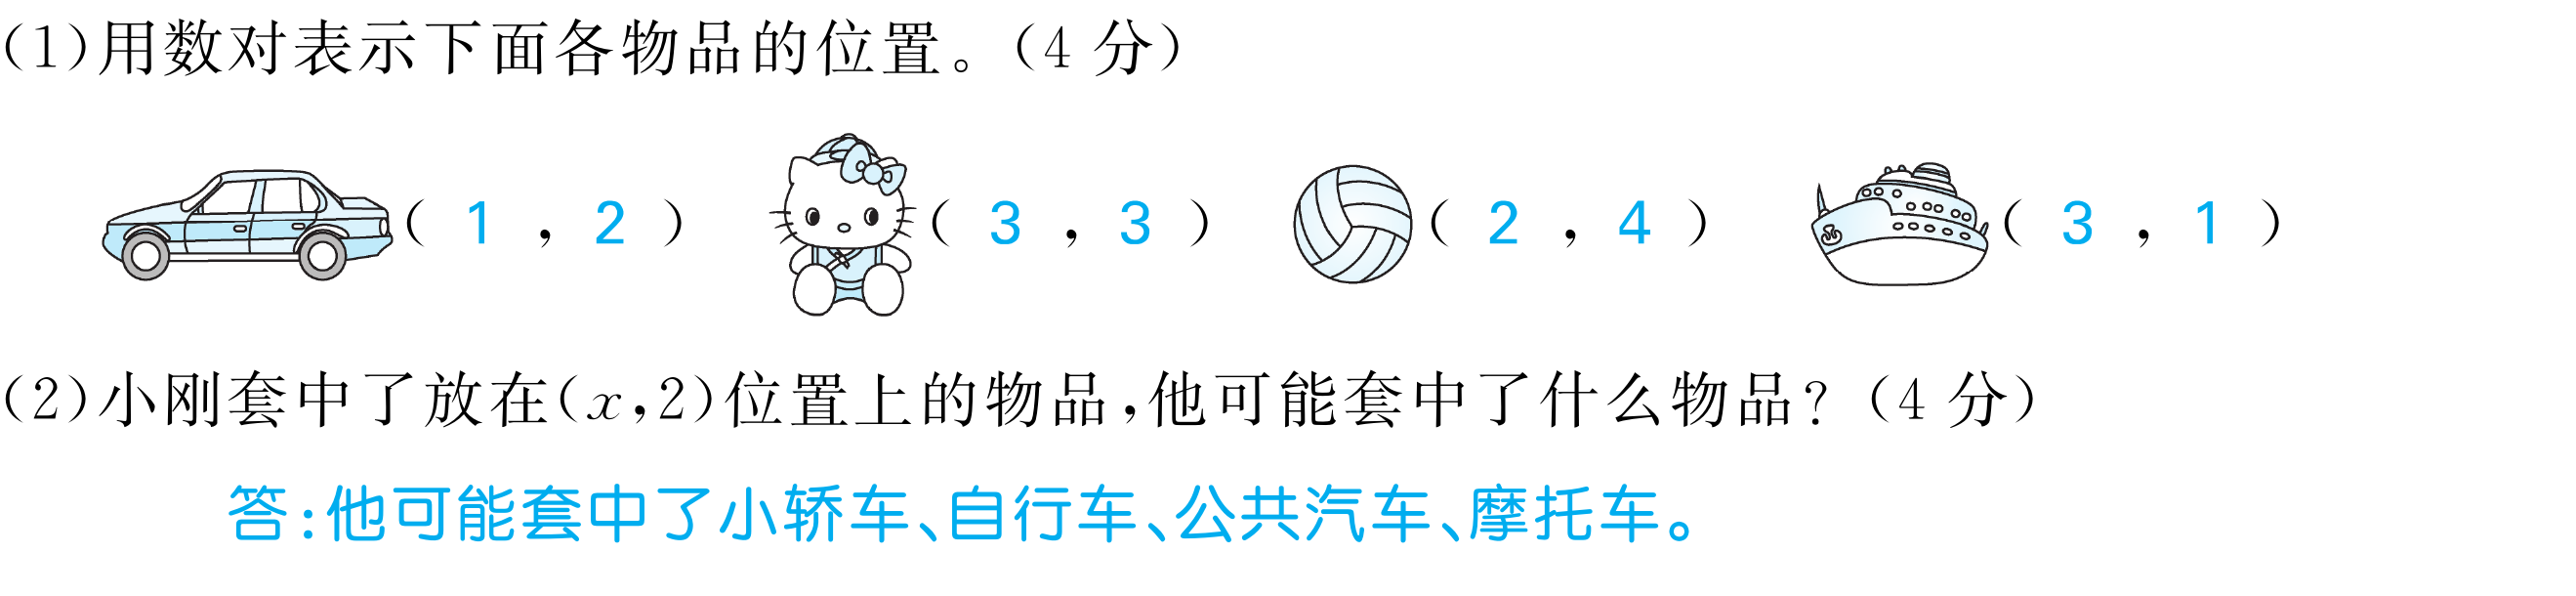 (1)用数对表示下面各物品的位置。(4 分)
( 1 , 2 ) ( 3 , 3 ) ( 2 , 4 ) ( 3 , 1 )
(2)小刚套中了放在(x,2)位置上的物品,他可能套中了什么物品?(4 分)
答:他可能套中了小轿车、自行车、公共汽车、摩托车。